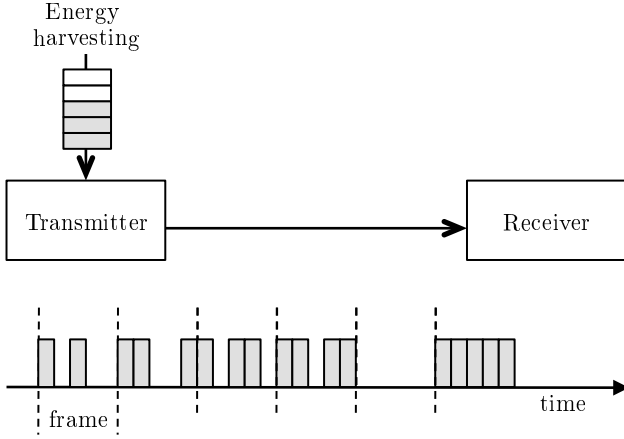 Energy
harvesting
Transmitter
Receiver
time
frame